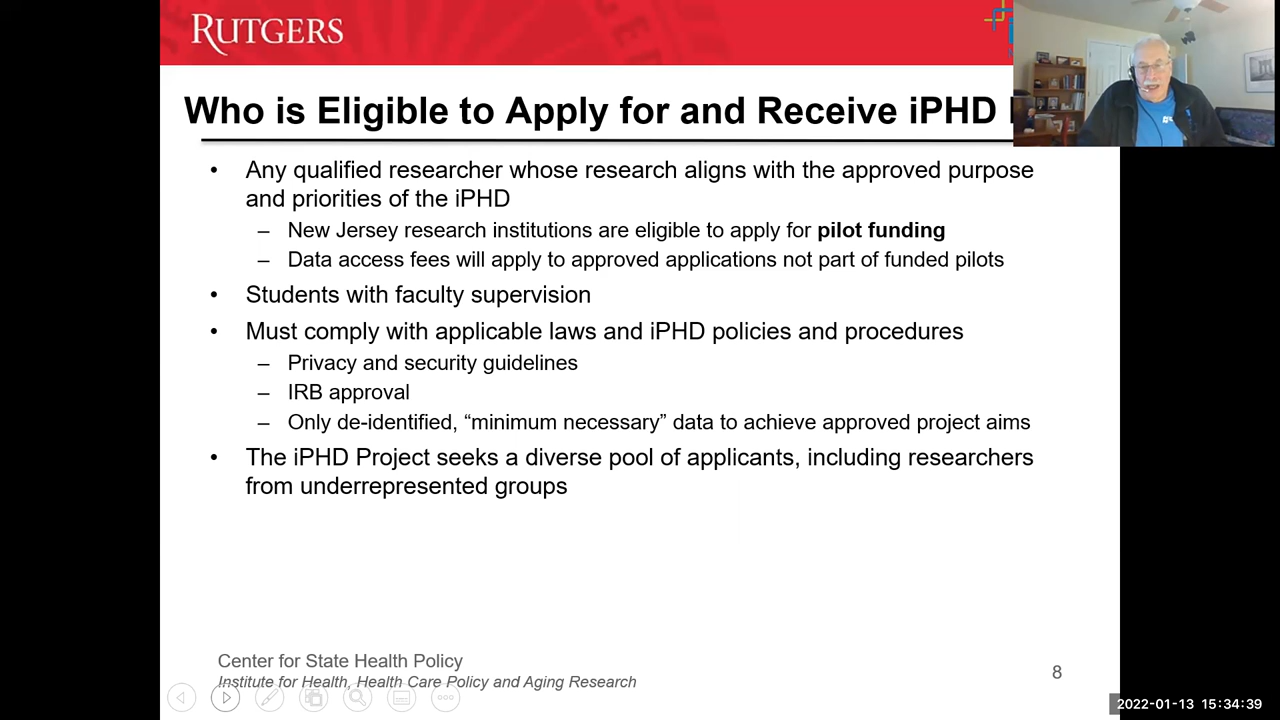 RUTGERS
Who is Eligible to Apply for and Receive iPHD
• Any qualified researcher whose research aligns with the approved purpose
and priorities of the iPHD
– New Jersey research institutions are eligible to apply for pilot funding
– Data access fees will apply to approved applications not part of funded pilots
• Students with faculty supervision
• Must comply with applicable laws and iPHD policies and procedures
– Privacy and security guidelines
– IRB approval
– Only de-identified, “minimum necessary” data to achieve approved project aims
• The iPHD Project seeks a diverse pool of applicants, including researchers
from underrepresented groups
Center for State Health Policy
Institute for Health, Health Care Policy and Aging Research
8
2022-01-13 15:34:39